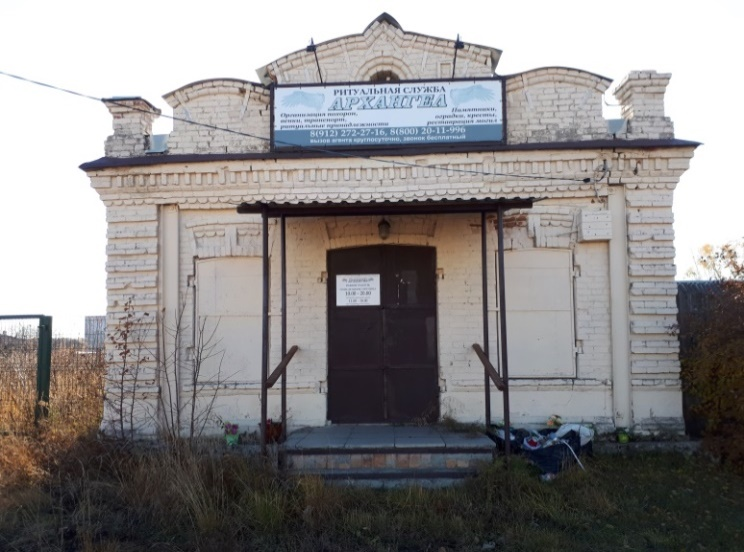 РИТУАЛЬНАЯ СЛУЖБА
АРХАНГЕЛ
Организация похорон,
венки, транспорт,
ритуальные принадлежности
Памятники,
оградки, кресты,
реставрация могил
8(912) 272-27-16, 8(800) 20-11-996
вызов агента круглосуточно, звонок бесплатный